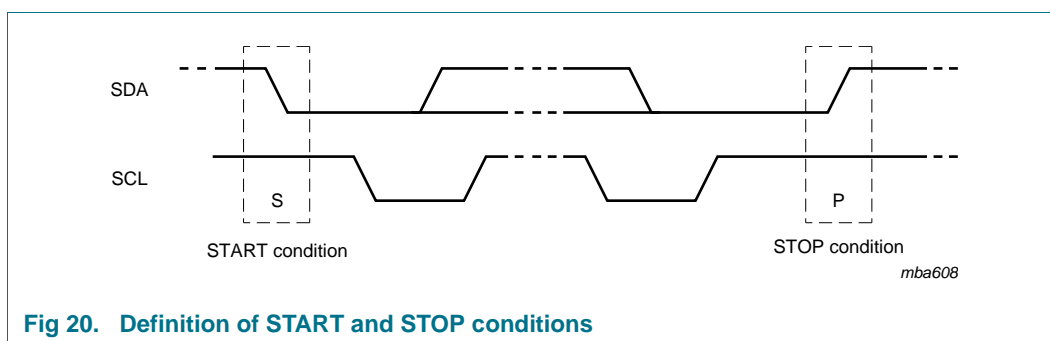 SDA
SCL
S
P
START condition
STOP condition
mba608
Fig 20. Definition of START and STOP conditions